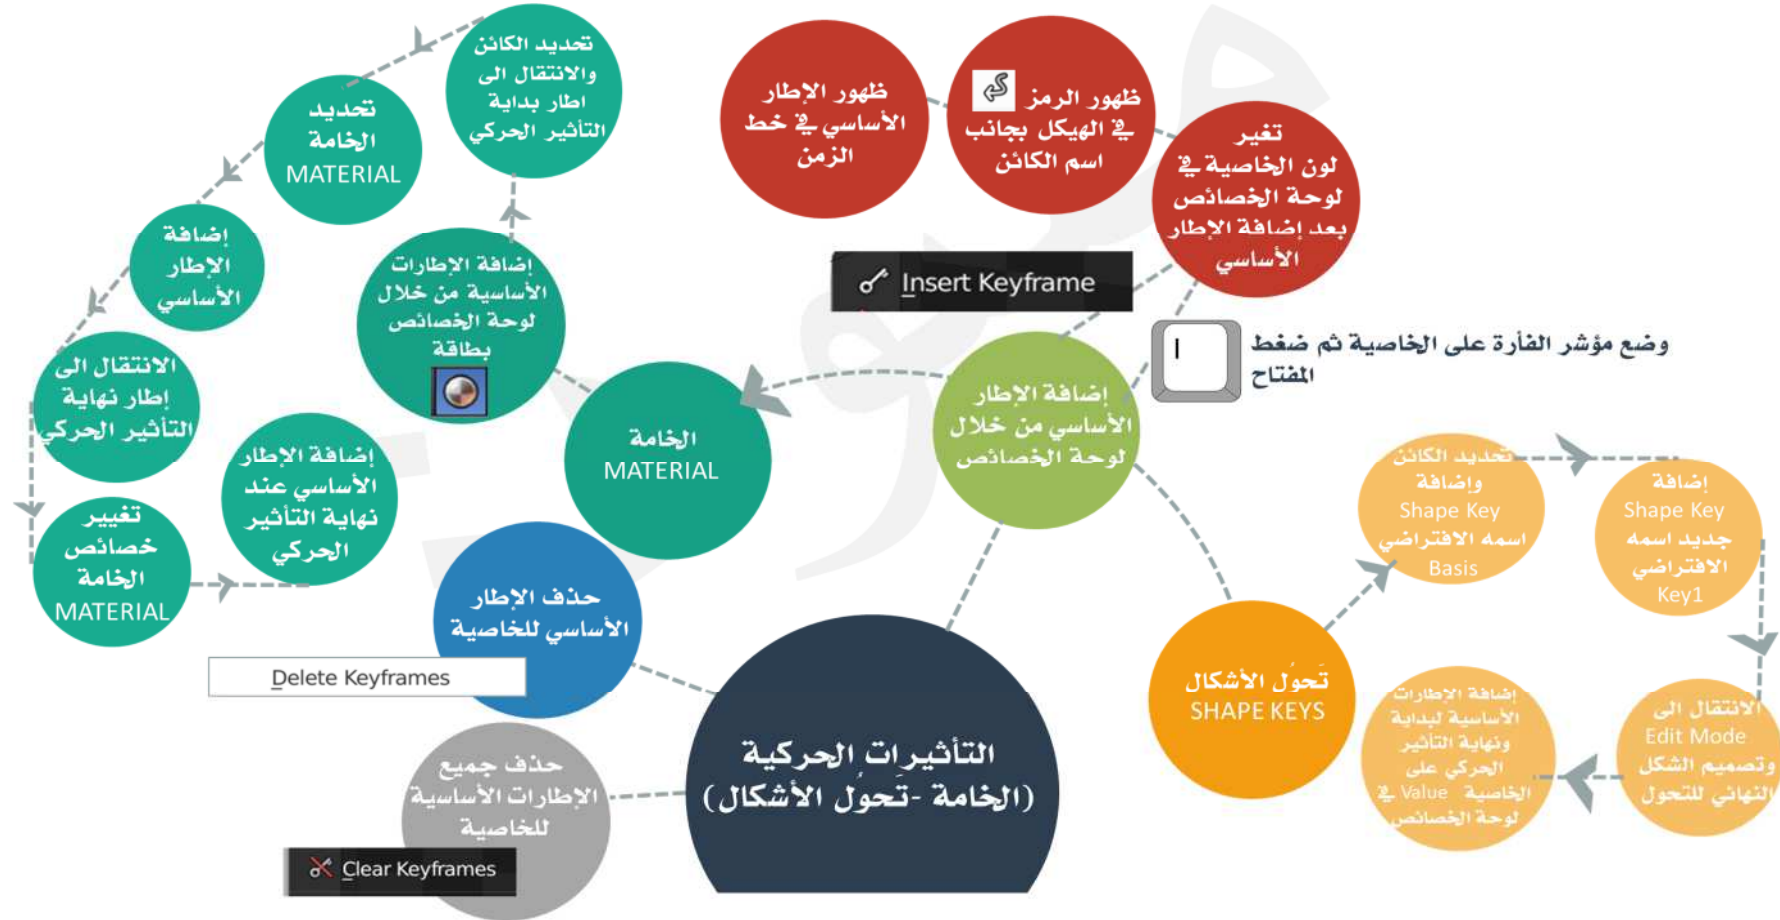 التأثيرات الحركية
(الخامة -تَحوُل الأشكال)
إضافة الإطار
الأساسي من خلال
لوحة الخصائص
Insert Keyframe
I
وضع مؤشر الفأرة على الخاصية ثم ضغط
المفتاح
تغير
لون الخاصية في
لوحة الخصائص
بعد إضافة الإطار
الأساسي
ظهور الرمز
في الهيكل بجانب
اسم الكائن
ظهور الإطار
الأساسي في خط
الزمن
الخامة
MATERIAL
إضافة الإطارات
الأساسية من خلال
لوحة الخصائص
بطاقة
تحديد الكائن
والانتقال الى
اطار بداية
التأثير الحركي
تحديد
الخامة
MATERIAL
إضافة
الإطار
الأساسي
الانتقال الى
إطار نهاية
التأثير الحركي
تغيير
خصائص
الخامة
MATERIAL
إضافة الإطار
الأساسي عند
نهاية التأثير
الحركي
تَحوُل الأشكال
SHAPE KEYS
تحديد الكائن
وإضافة
Shape Key
اسمه الافتراضي
Basis
إضافة
Shape Key
جديد اسمه
الافتراضي
Key1
الانتقال الى
Edit Mode
وتصميم الشكل
النهائي للتحول
إضافة الإطارات
الأساسية لبداية
ونهاية التأثير
الحركي على
الخاصية Value في
لوحة الخصائص
حذف الإطار
الأساسي للخاصية
Delete Keyframes
حذف جميع
الإطارات الأساسية
للخاصية
Clear Keyframes